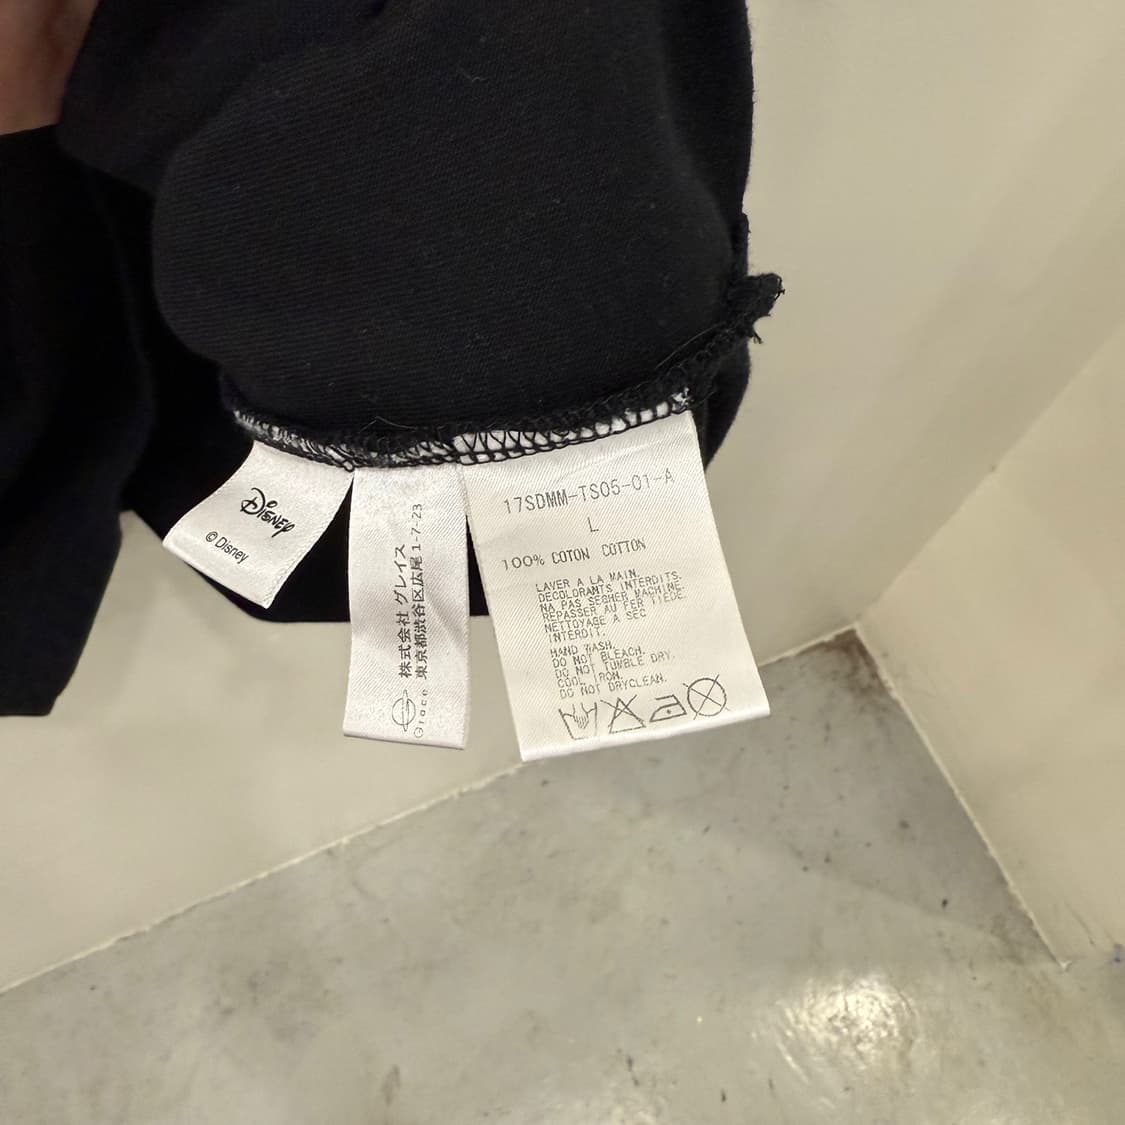 Disney
© Disney
株式会社 グレイス
東京都渋谷区広尾1-7-23
Grace
17SDMM-TS05-01-A
L
100% COTON COTTON
LAVER A LA MAIN.
DECOLORANTS INTERDITS.
NA PAS SEGHER MACHINE.
REPASSER AU FER TIEDE.
NETTOYAGE A SEC
INTERDIT.
HAND WASH.
DO NOT BLEACH.
DO NOT TUMBLE DRY.
COOL IRON.
DO NOT DRYCLEAN.